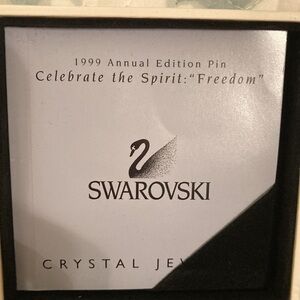 1999 Annual Edition Pin
Celebrate the Spirit: "Freedom"
SWAROVSKI
CRYSTAL